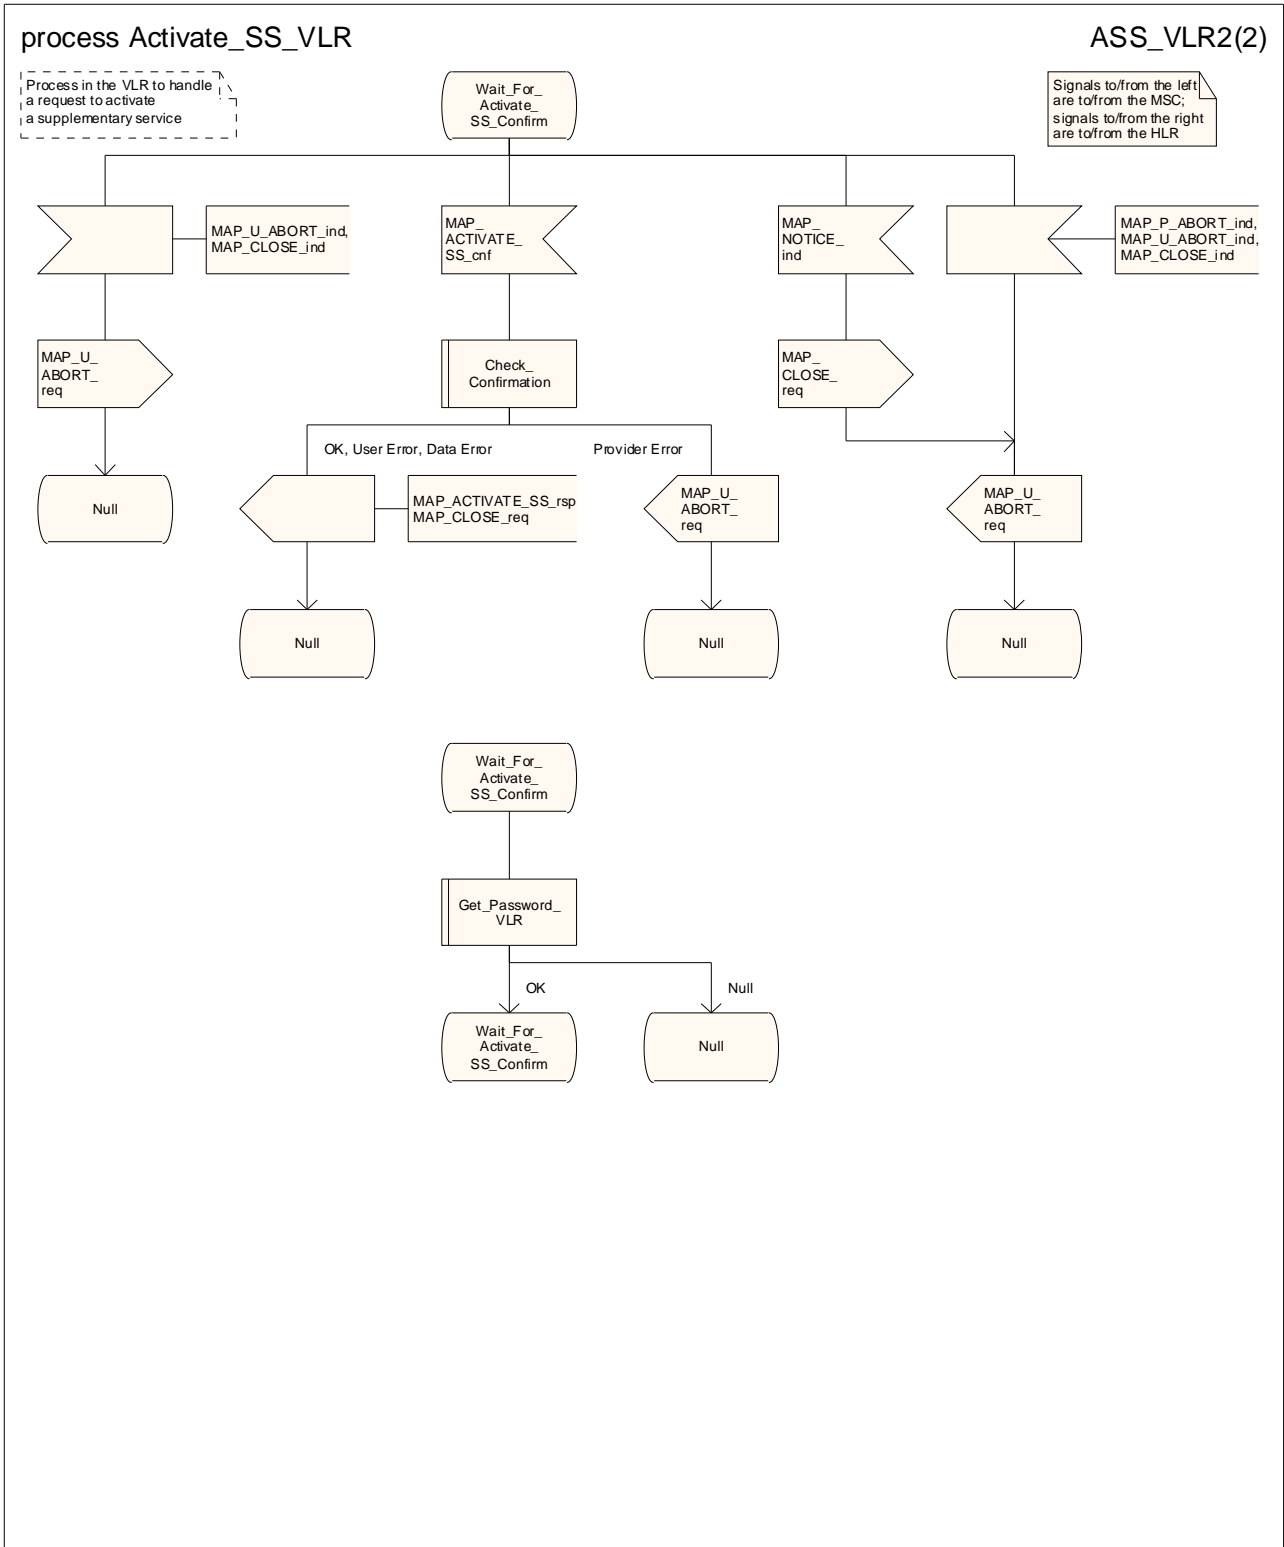 process Activate_SS_VLR
ASS_VLR2(2)
Process in the VLR to handle
a request to activate
a supplementary service
Wait_For_
Activate_
SS_Confirm
Signals to/from the left
are to/from the MSC;
signals to/from the right
are to/from the HLR
MAP_U_ABORT_ind,
MAP_CLOSE_ind
MAP_
ACTIVATE_
SS_cnf
MAP_
NOTICE_
ind
MAP_P_ABORT_ind,
MAP_U_ABORT_ind,
MAP_CLOSE_ind
MAP_U_
ABORT_
req
Check_
Confirmation
MAP_
CLOSE_
req
OK, User Error, Data Error
Provider Error
Null
MAP_ACTIVATE_SS_rsp
MAP_CLOSE_req
MAP_U_
ABORT_
req
MAP_U_
ABORT_
req
Null
Null
Null
Wait_For_
Activate_
SS_Confirm
Get_Password_
VLR
OK
Null
Wait_For_
Activate_
SS_Confirm
Null